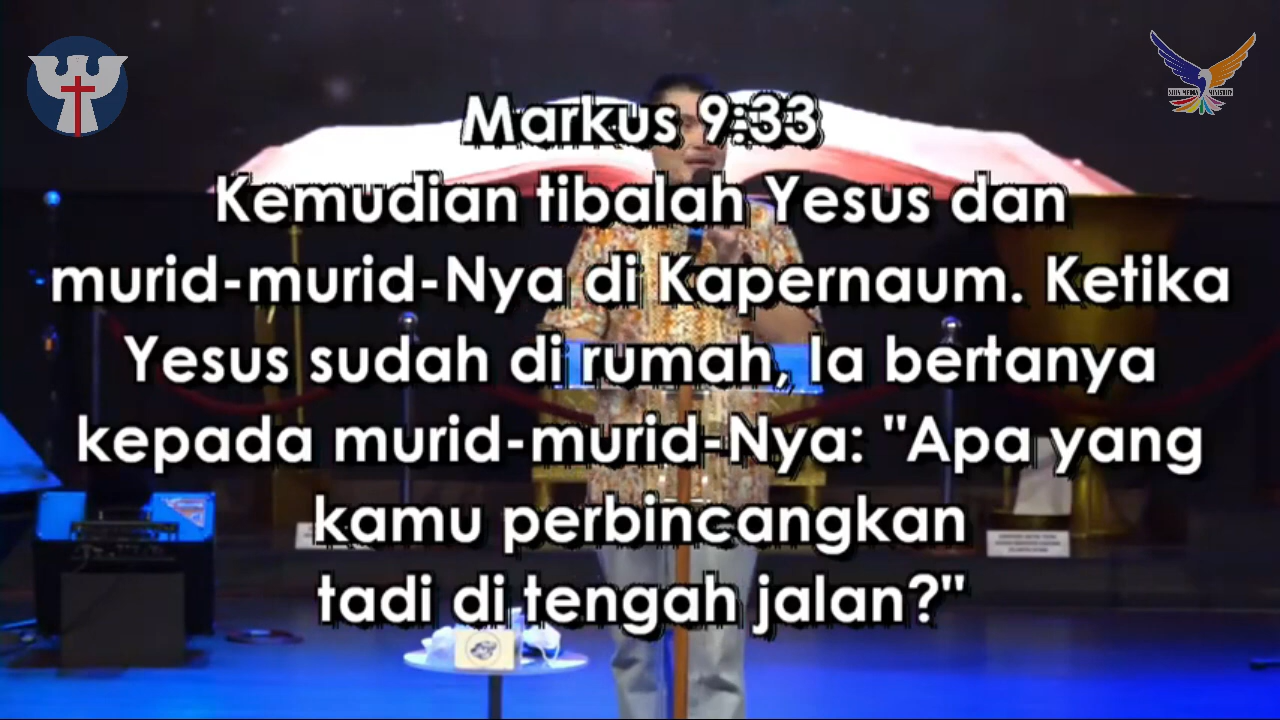 Markus 9:33
Kemudian tibalah Yesus dan
murid-murid-Nya di Kapernaum. Ketika
Yesus sudah di rumah, Ia bertanya
kepada murid-murid-Nya: "Apa yang
kamu perbincangkan
tadi di tengah jalan?"